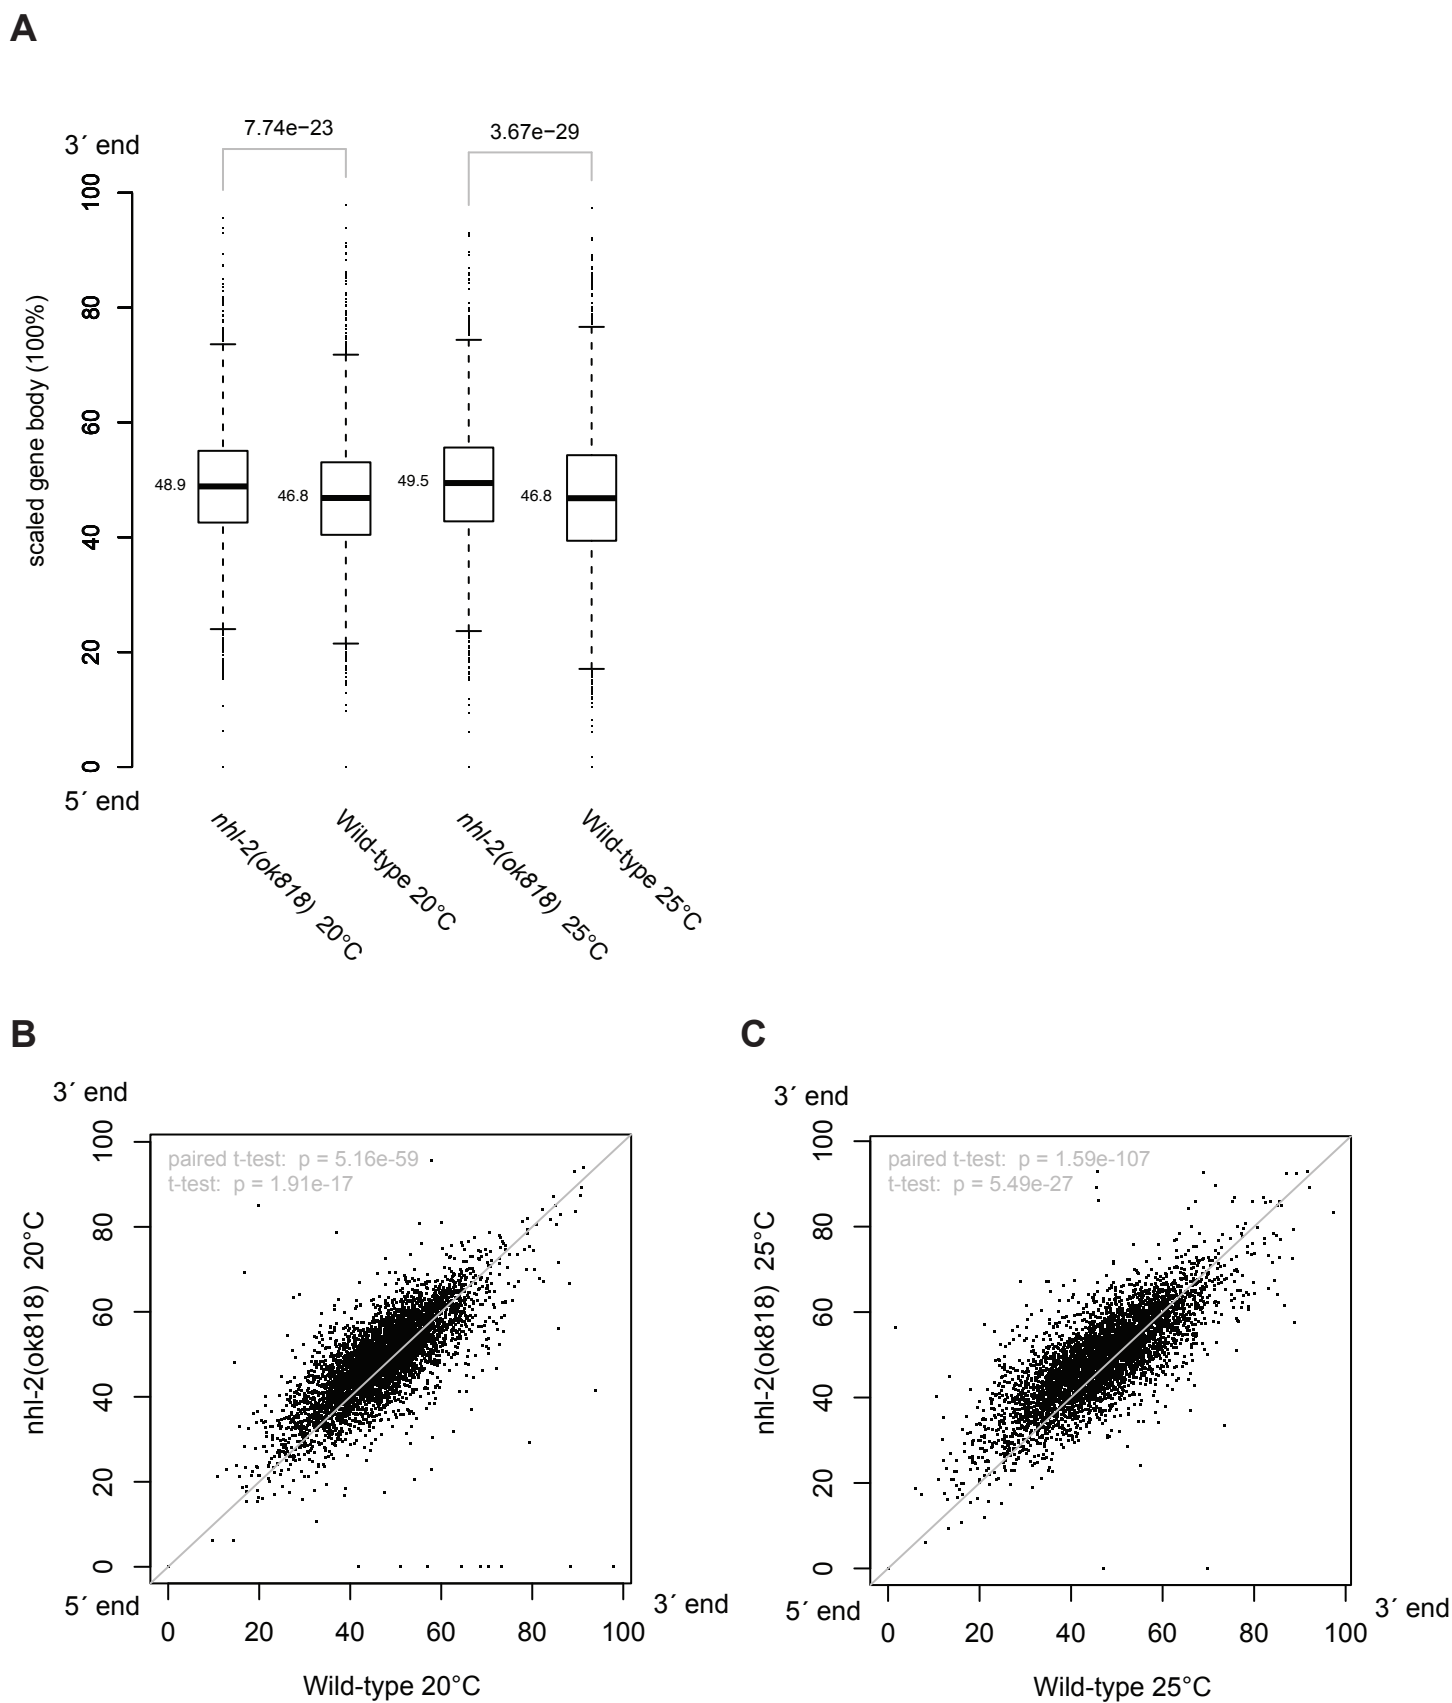 A
7.74e−23
3.67e−29
3´ end
100
80
60
40
20
0
scaled gene body (100%)
48.9
46.8
49.5
46.8
5´ end
nhl-2(ok818) 20°C
Wild-type 20°C
nhl-2(ok818) 25°C
Wild-type 25°C
B
3´ end
100
80
60
40
20
0
nhl-2(ok818) 20°C
paired t-test: p = 5.16e-59
t-test: p = 1.91e-17
5´ end
3´ end
0 20 40 60 80 100
Wild-type 20°C
C
3´ end
100
80
60
40
20
0
nhl-2(ok818) 25°C
paired t-test: p = 1.59e-107
t-test: p = 5.49e-27
5´ end
3´ end
0 20 40 60 80 100
Wild-type 25°C